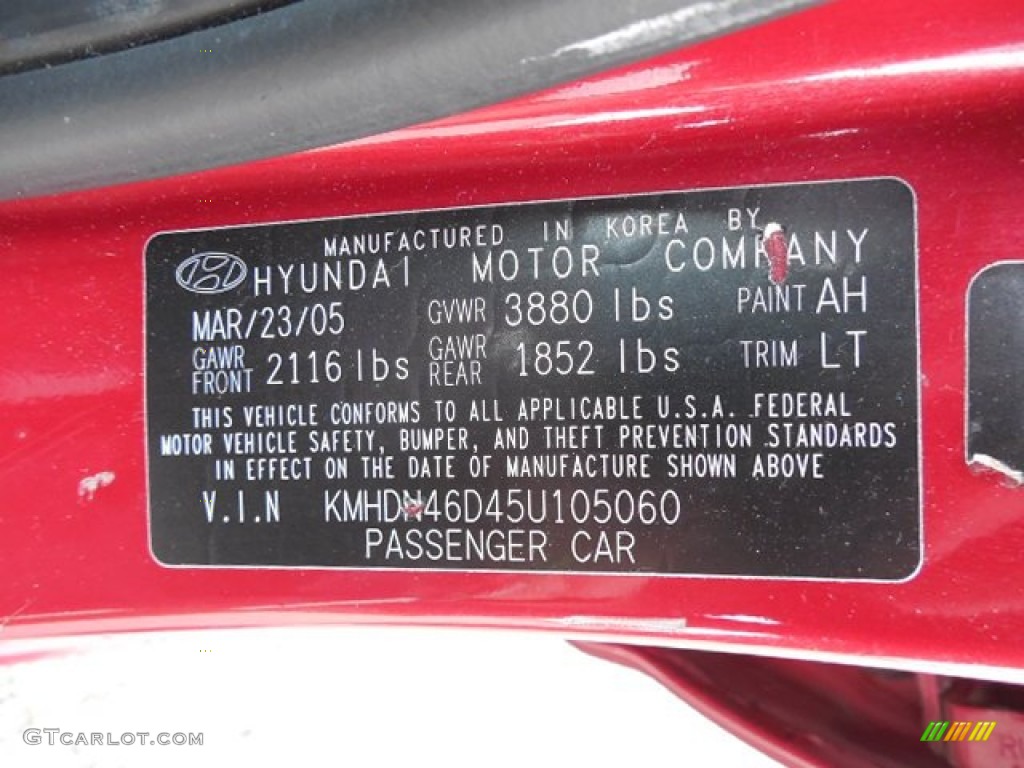 MANUFACTURED IN KOREA BY
HYUNDAI MOTOR COMPANY
MAR/23/05 GVWR 3880 lbs PAINT AH
GAWR FRONT 2116 lbs GAWR REAR 1852 lbs TRIM LT
THIS VEHICLE CONFORMS TO ALL APPLICABLE U.S.A. FEDERAL
MOTOR VEHICLE SAFETY, BUMPER, AND THEFT PREVENTION STANDARDS
IN EFFECT ON THE DATE OF MANUFACTURE SHOWN ABOVE
V.I.N KMHDN46D45U105060
PASSENGER CAR
GTCARLOT.COM